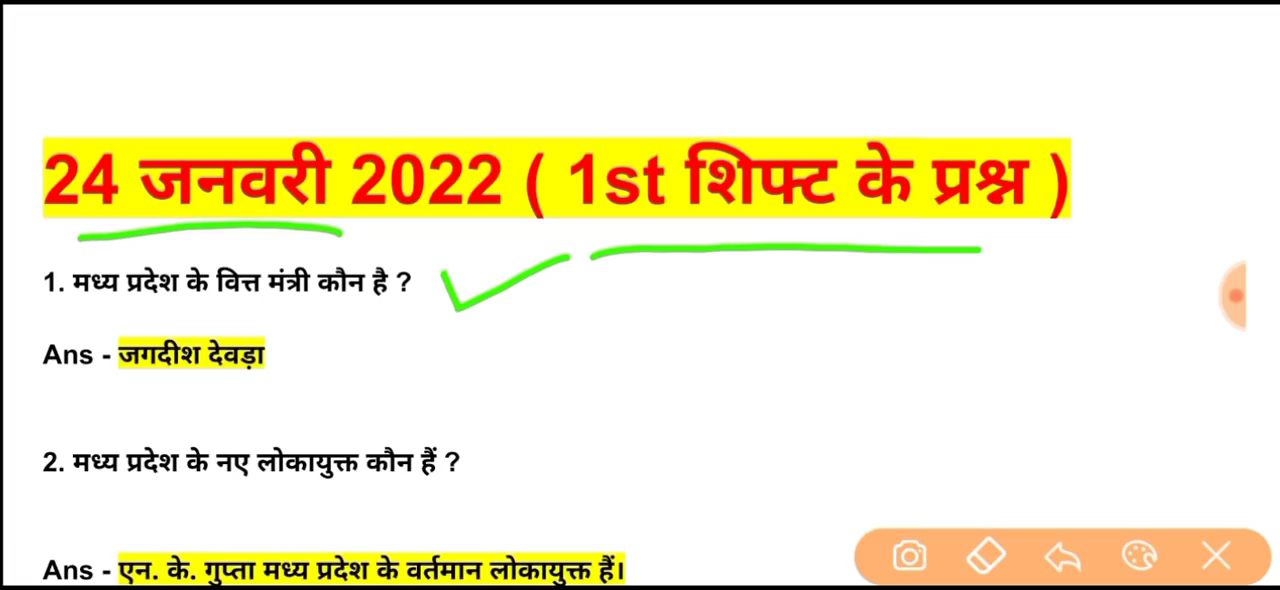 24 जनवरी 2022 ( 1st शिफ्ट के प्रश्न )
1. मध्य प्रदेश के वित्त मंत्री कौन है ?
Ans - जगदीश देवड़ा
2. मध्य प्रदेश के नए लोकायुक्त कौन हैं ?
Ans - एन. के. गुप्ता मध्य प्रदेश के वर्तमान लोकायुक्त हैं।